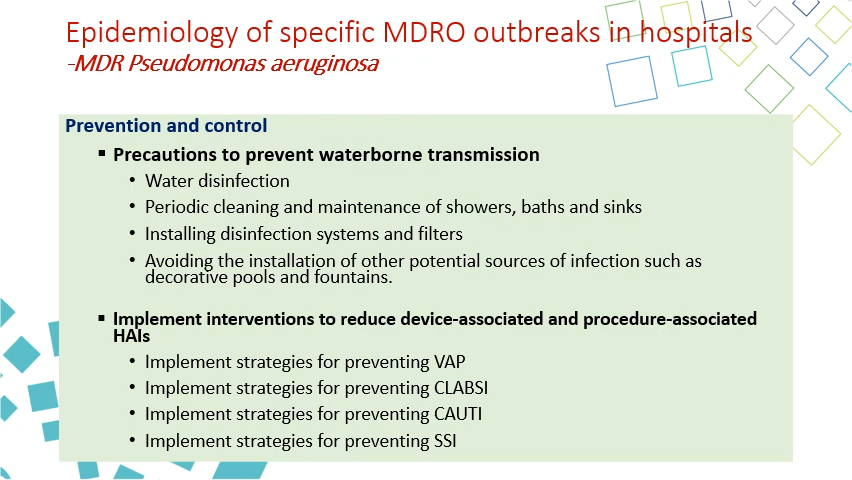 Epidemiology of specific MDRO outbreaks in hospitals
-MDR Pseudomonas aeruginosa
Prevention and control
▪ Precautions to prevent waterborne transmission
• Water disinfection
• Periodic cleaning and maintenance of showers, baths and sinks
• Installing disinfection systems and filters
• Avoiding the installation of other potential sources of infection such as
decorative pools and fountains.
▪ Implement interventions to reduce device-associated and procedure-associated
HAIs
• Implement strategies for preventing VAP
• Implement strategies for preventing CLABSI
• Implement strategies for preventing CAUTI
• Implement strategies for preventing SSI